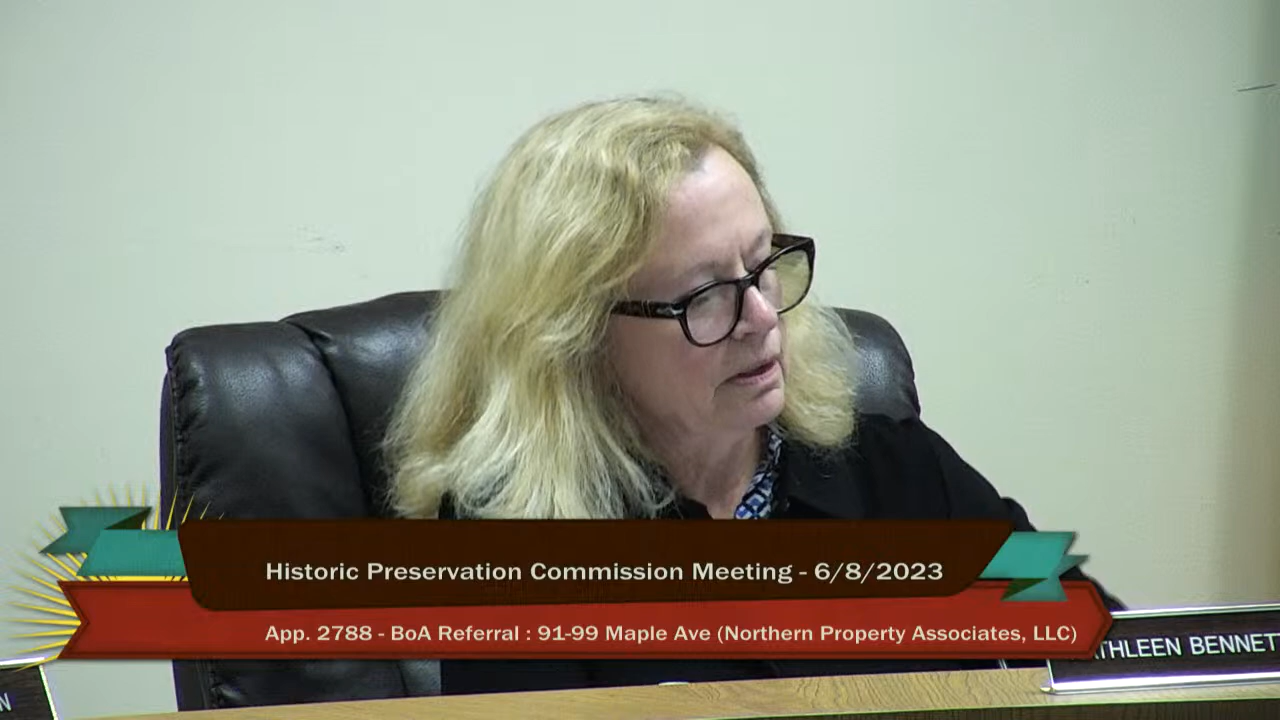 Historic Preservation Commission Meeting - 6/8/2023
App. 2788 - BoA Referral : 91-99 Maple Ave (Northern Property Associates, LLC)
THLEEN BENNET
N